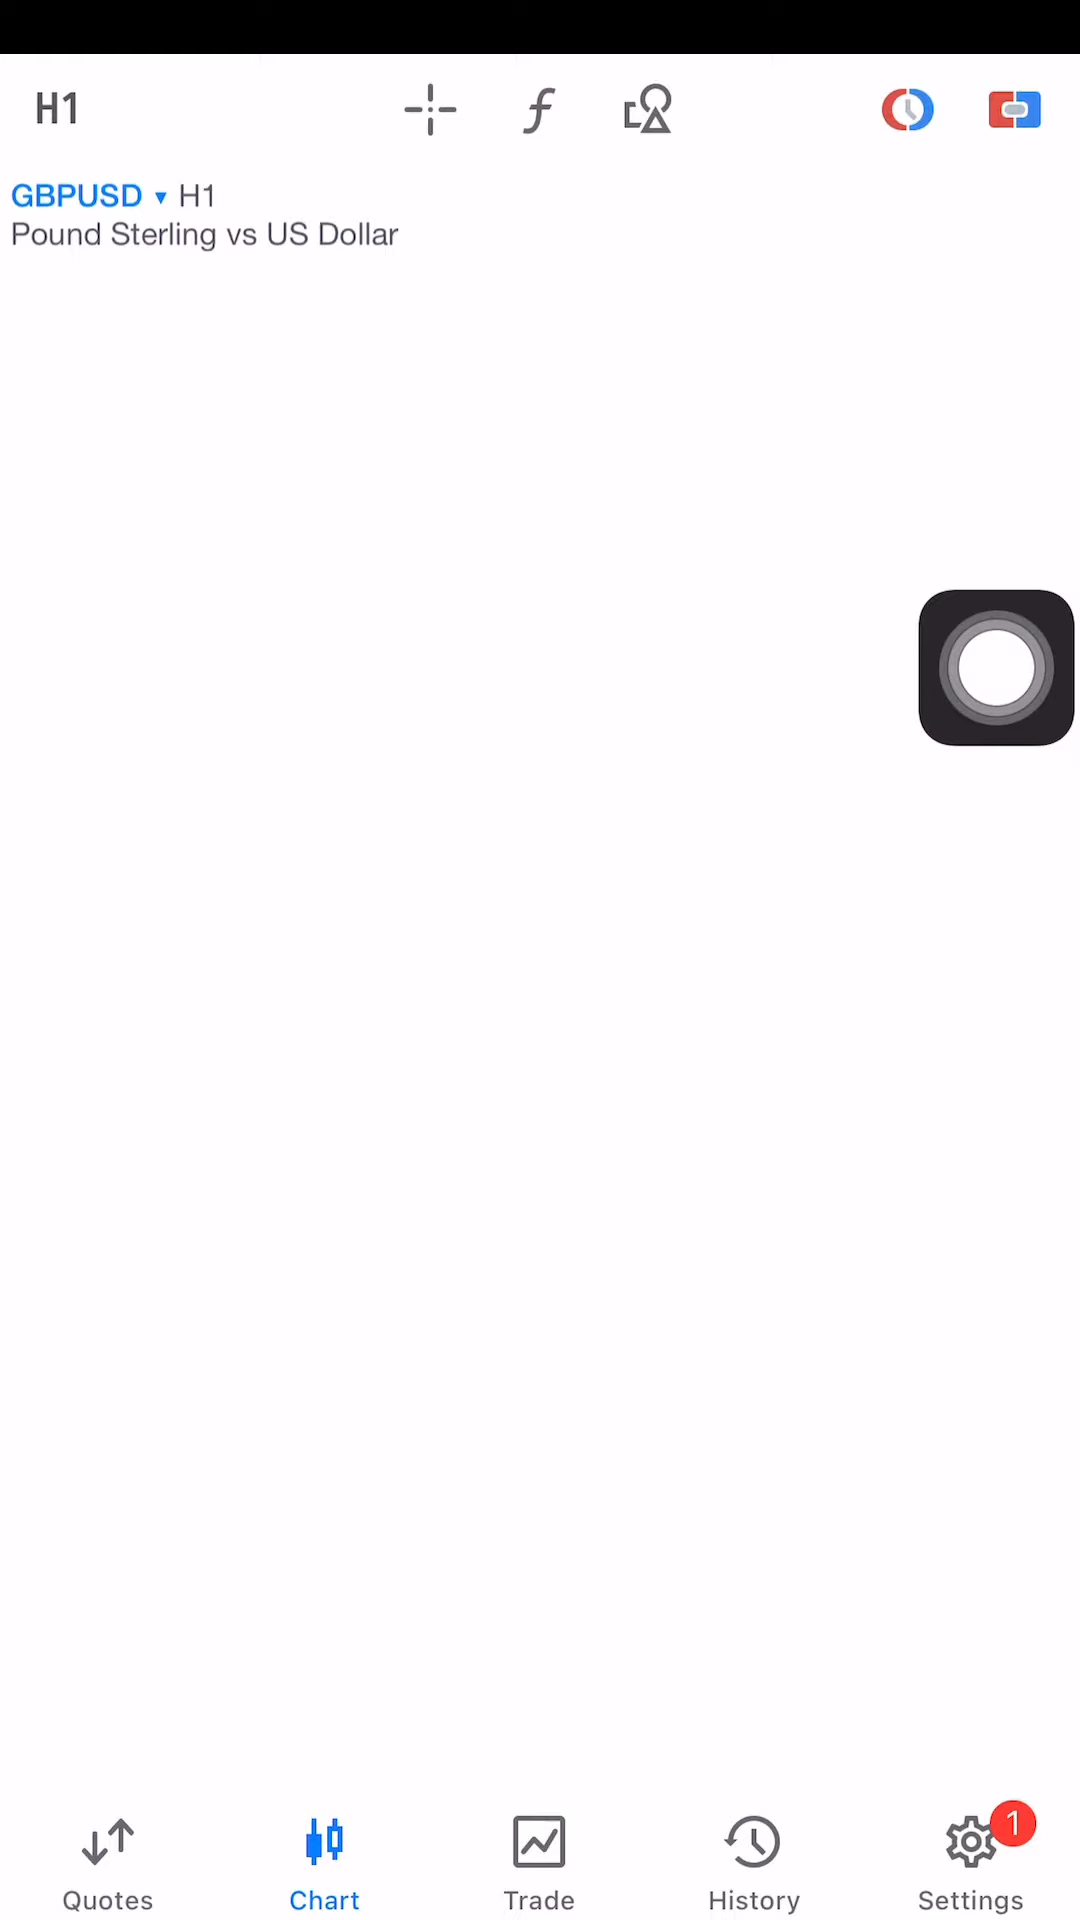 H1
GBPUSD ▾ H1
Pound Sterling vs US Dollar
1
Quotes Chart Trade History Settings